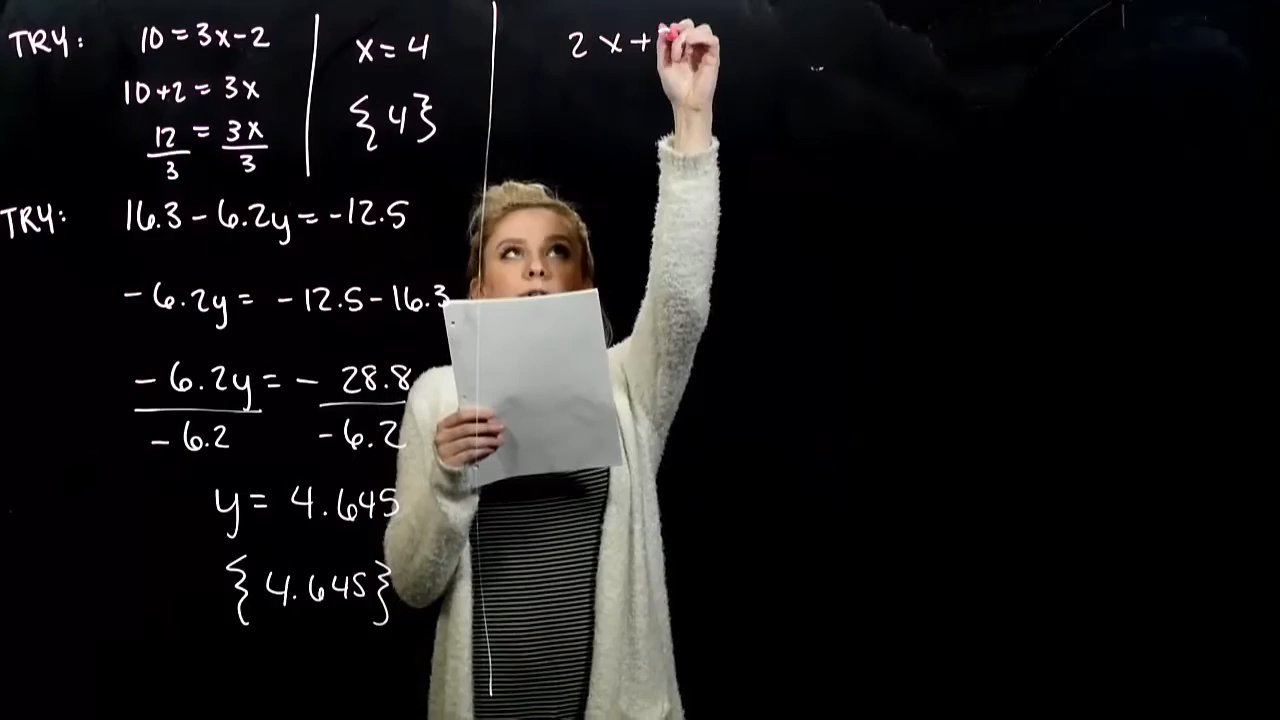 TRY: 10 = 3x - 2
10 + 2 = 3x
12/3 = 3x/3
x = 4
{4}
TRY: 16.3 - 6.2y = -12.5
-6.2y = -12.5 - 16.3
-6.2y = - 28.8
-6.2 -6.2
y = 4.645
{4.645}
2x +